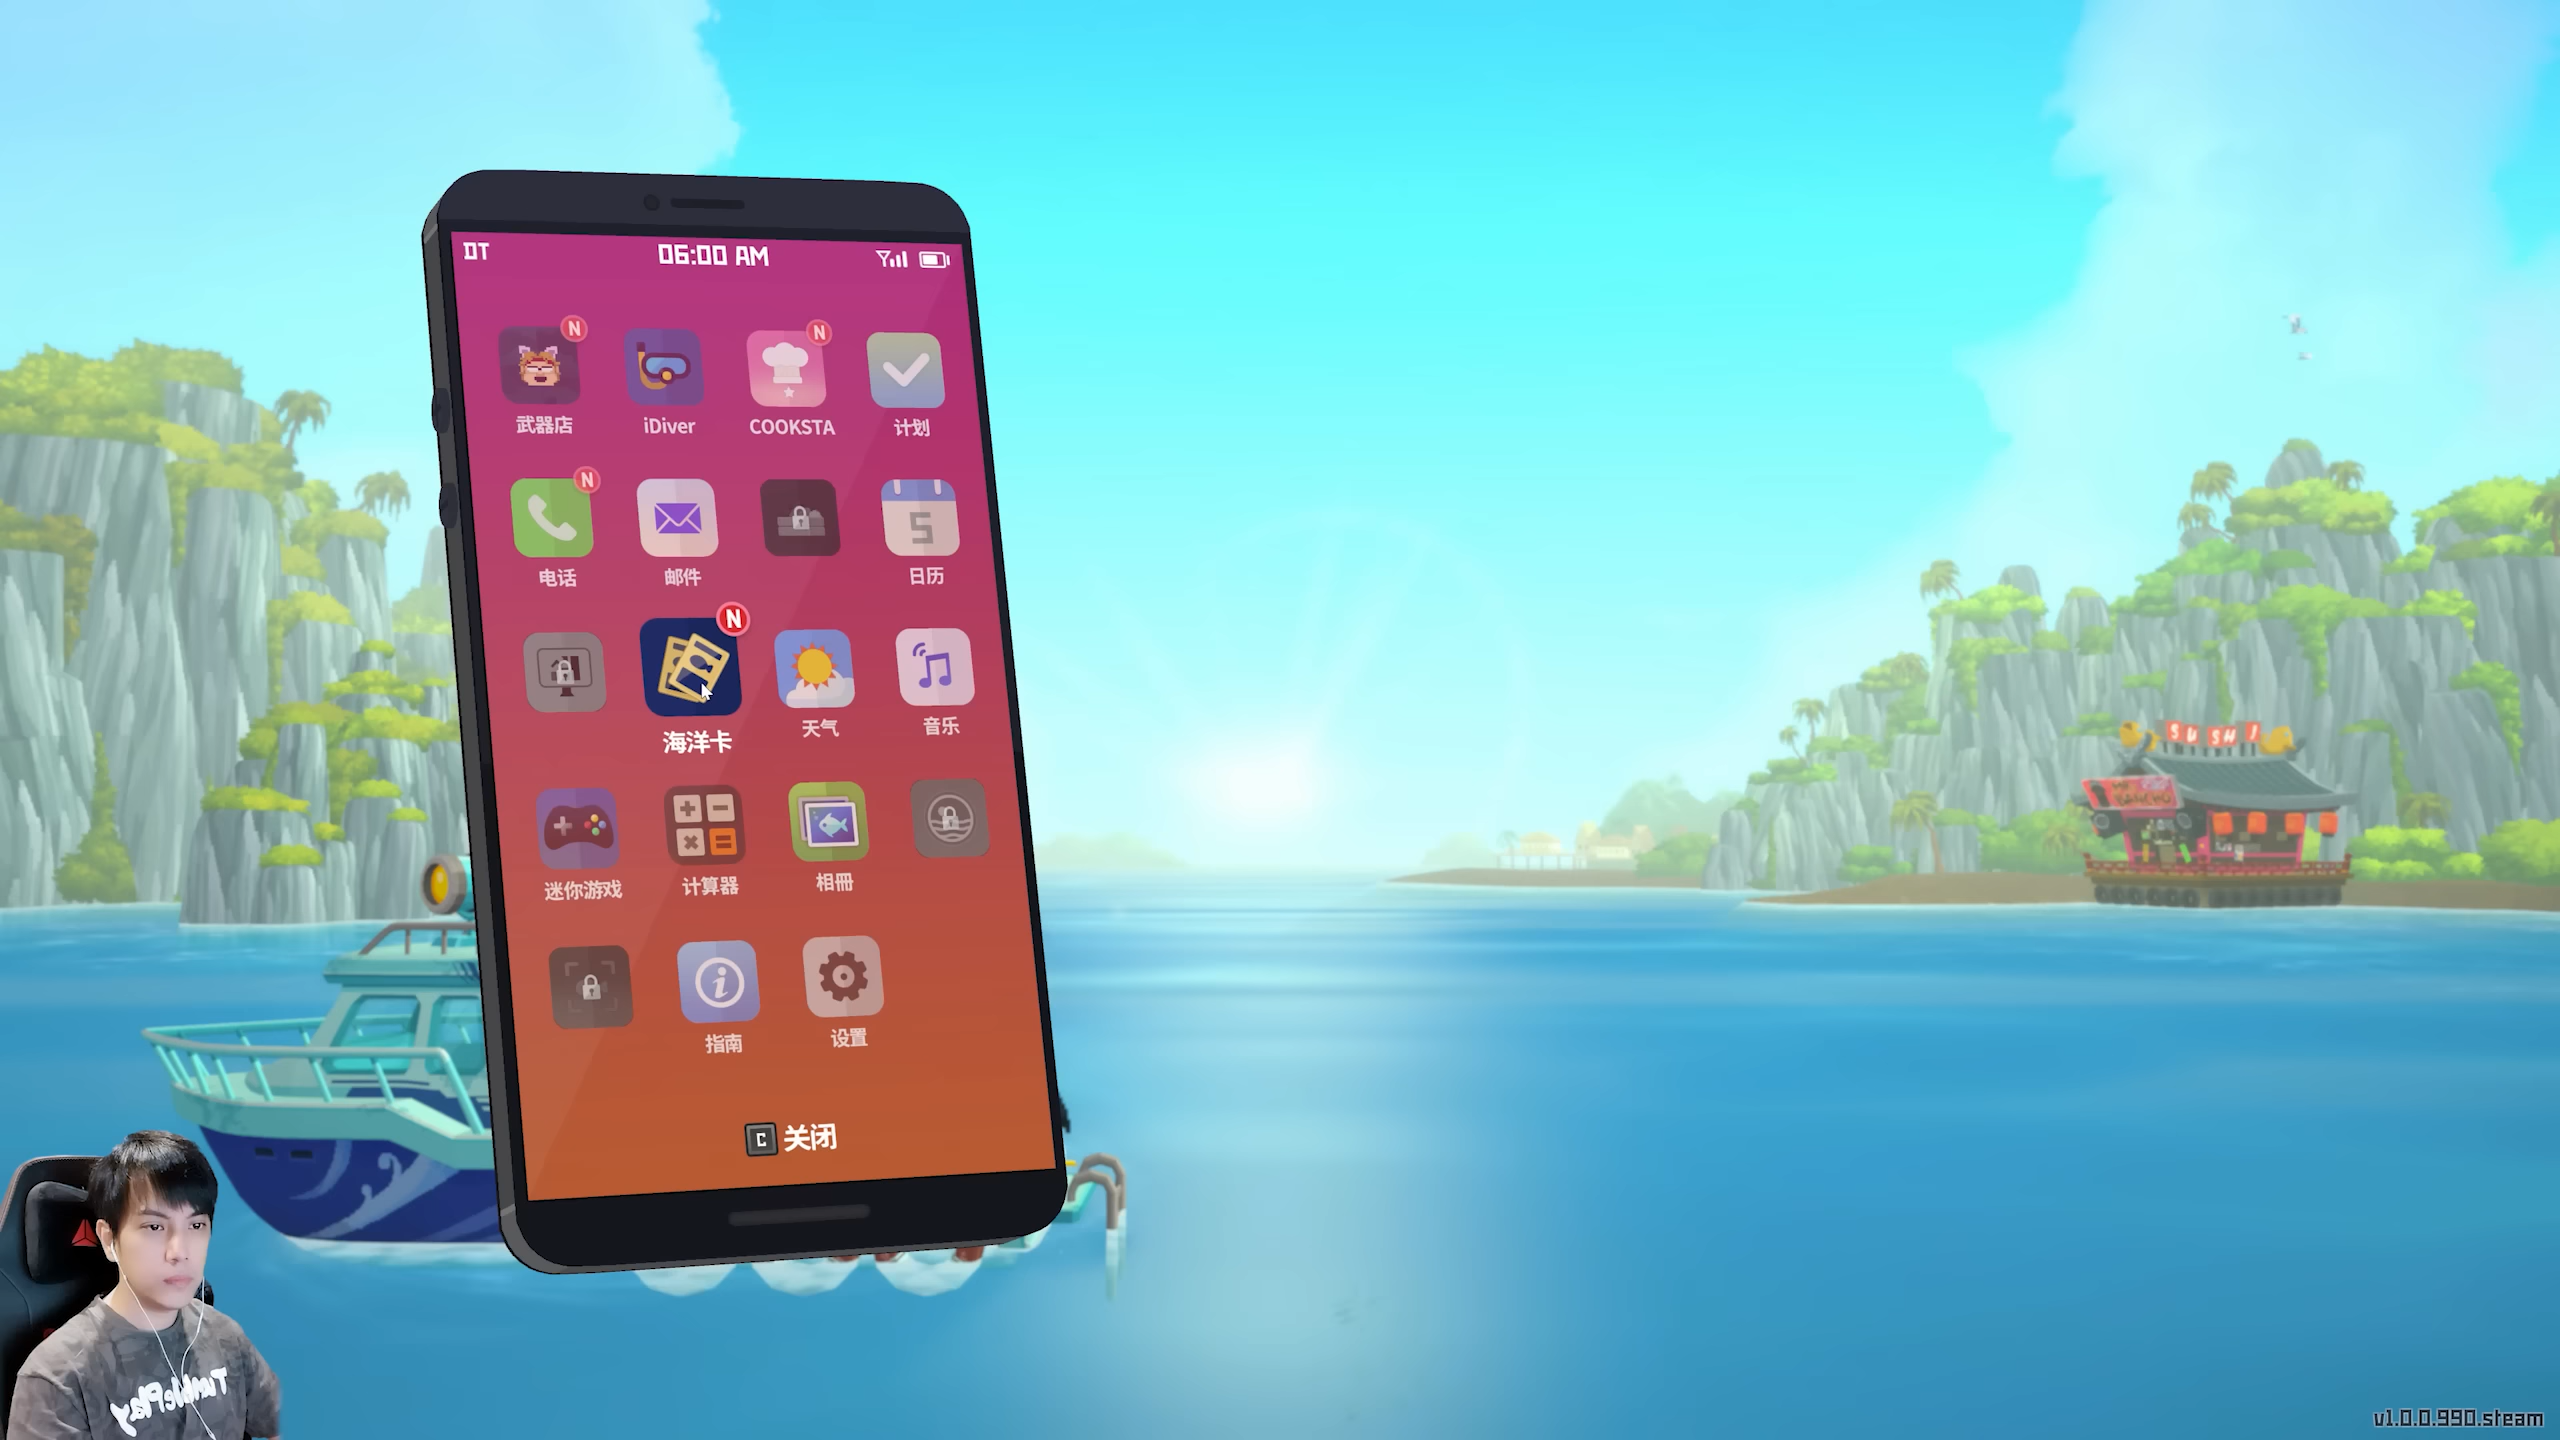 DT 06:00 AM
N N
武器店 iDiver COOKSTA 计划
N
5
电话 邮件 日历
N
海洋卡 天气 音乐
迷你游戏 计算器 相冊
指南 设置
C 关闭
SUSHI
TumblePlay
v1.0.0.990.steam